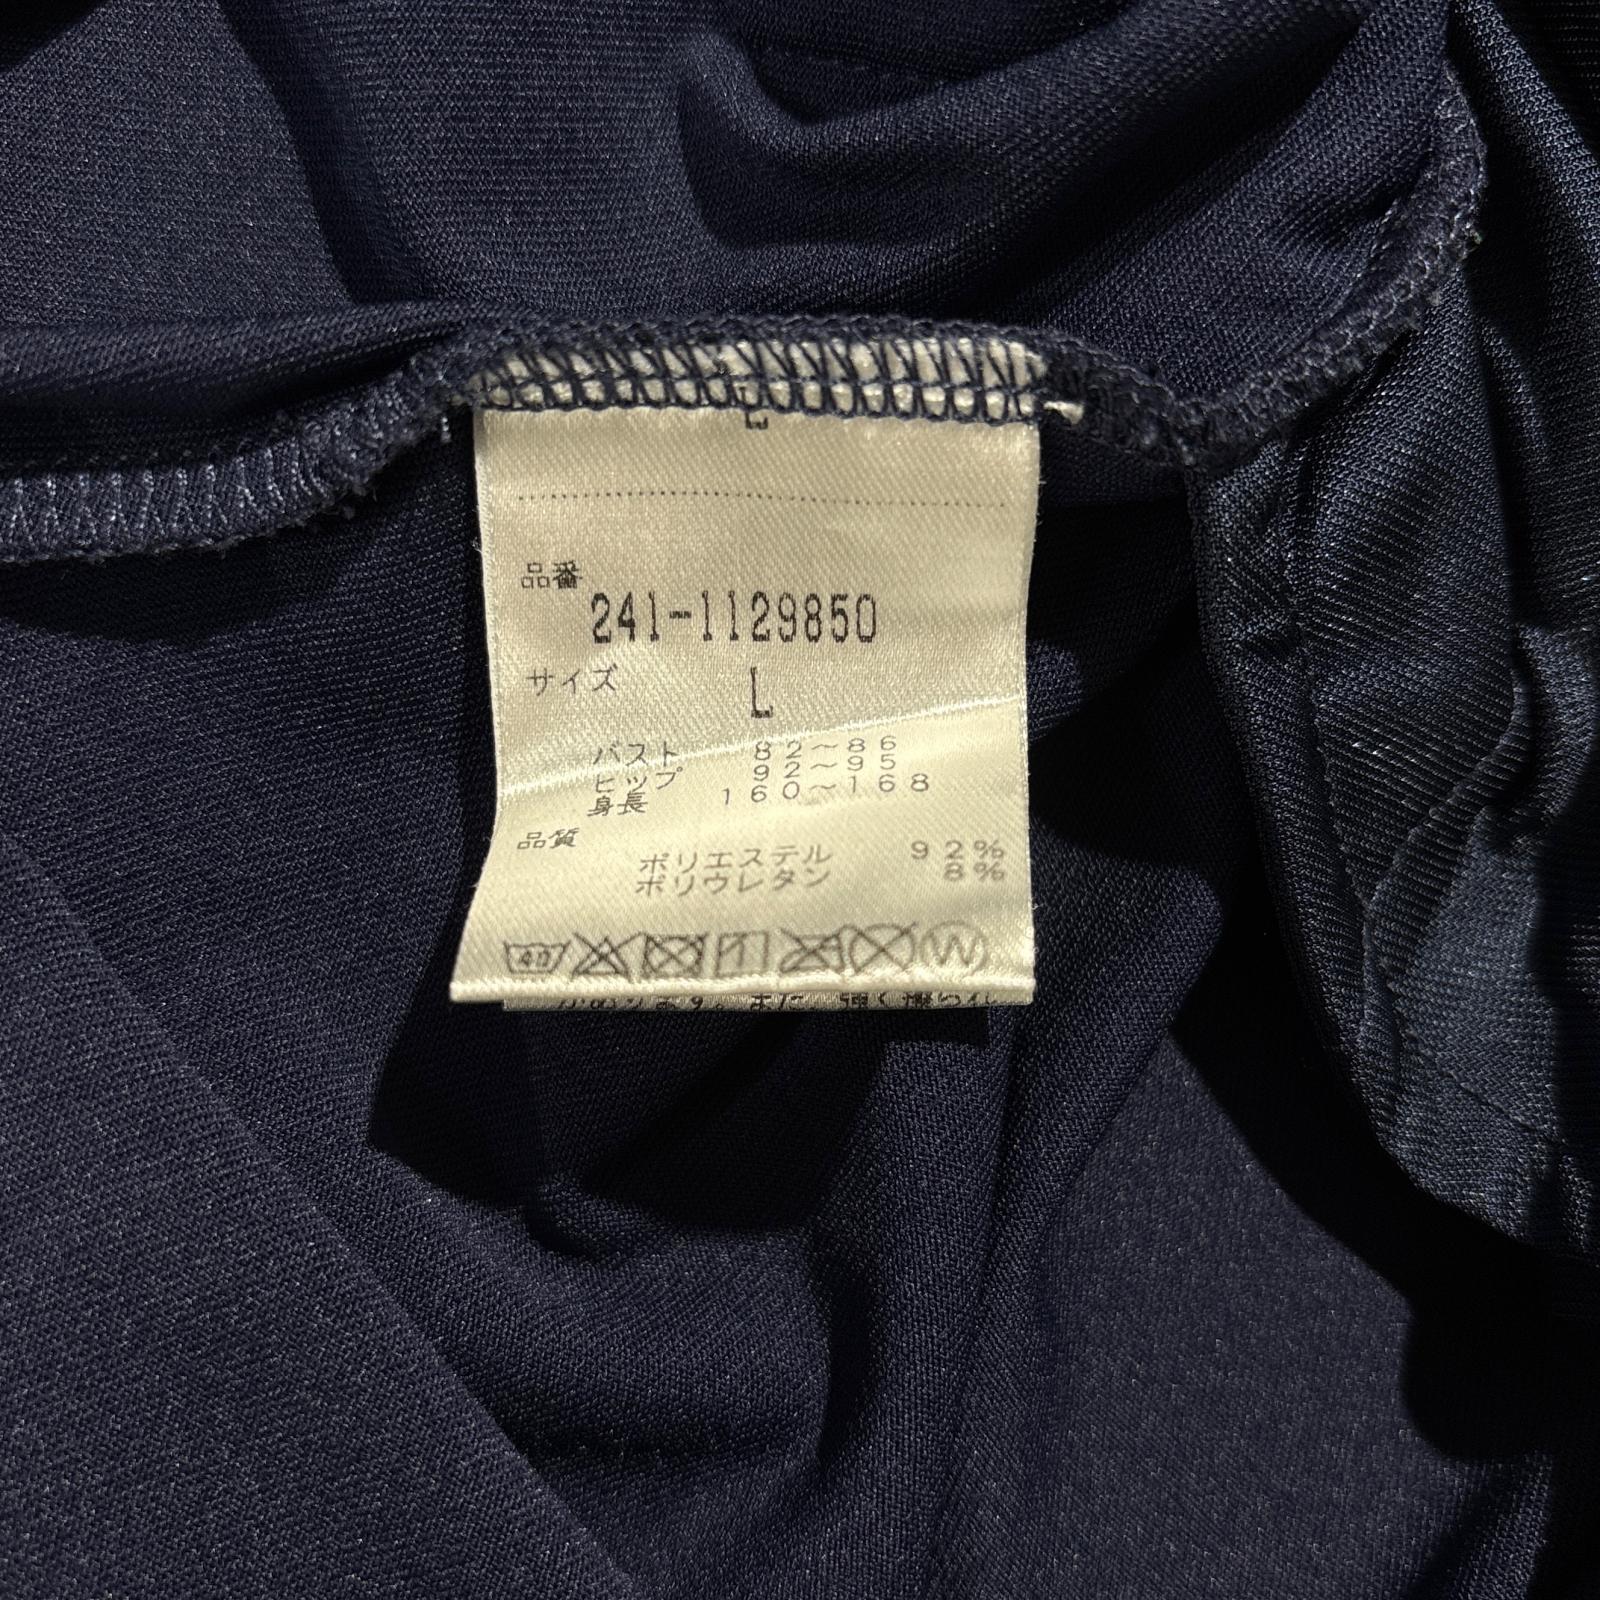 L
品番
241-1129850
サイズ L
バスト 82～86
ヒップ 92～95
身長 160～168
品質
ポリエステル 92%
ポリウレタン 8%
40 W